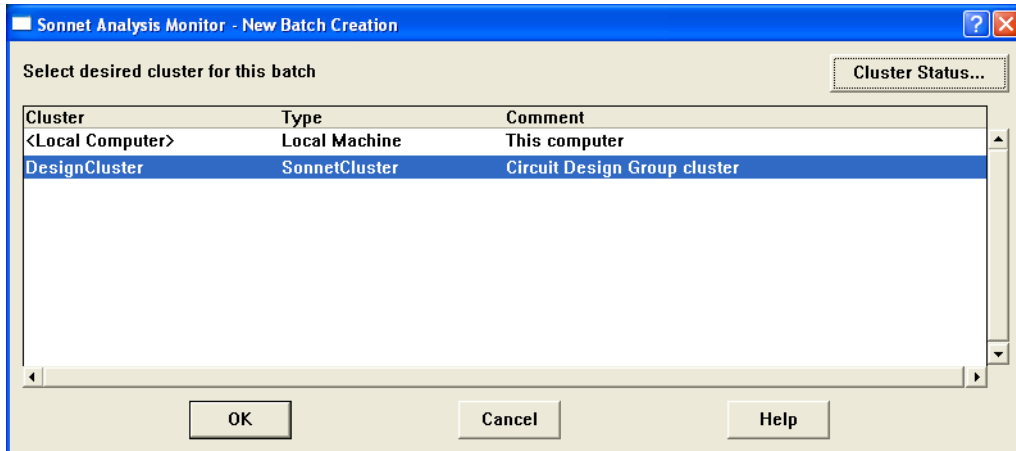 Sonnet Analysis Monitor - New Batch Creation
Select desired cluster for this batch
Cluster Status...
Cluster Type Comment
<Local Computer> Local Machine This computer
DesignCluster SonnetCluster Circuit Design Group cluster
OK Cancel Help